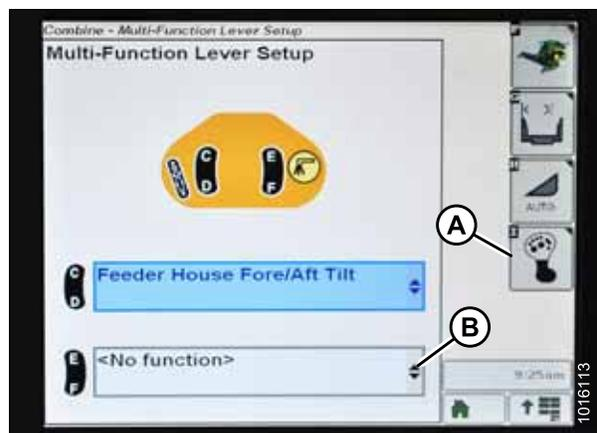 Combine - Multi-Function Lever Setup
Multi-Function Lever Setup
C
D
E
F
AUTO
A
C
D
Feeder House Fore/Aft Tilt
B
E
F
<No function>
9:25am
1016113